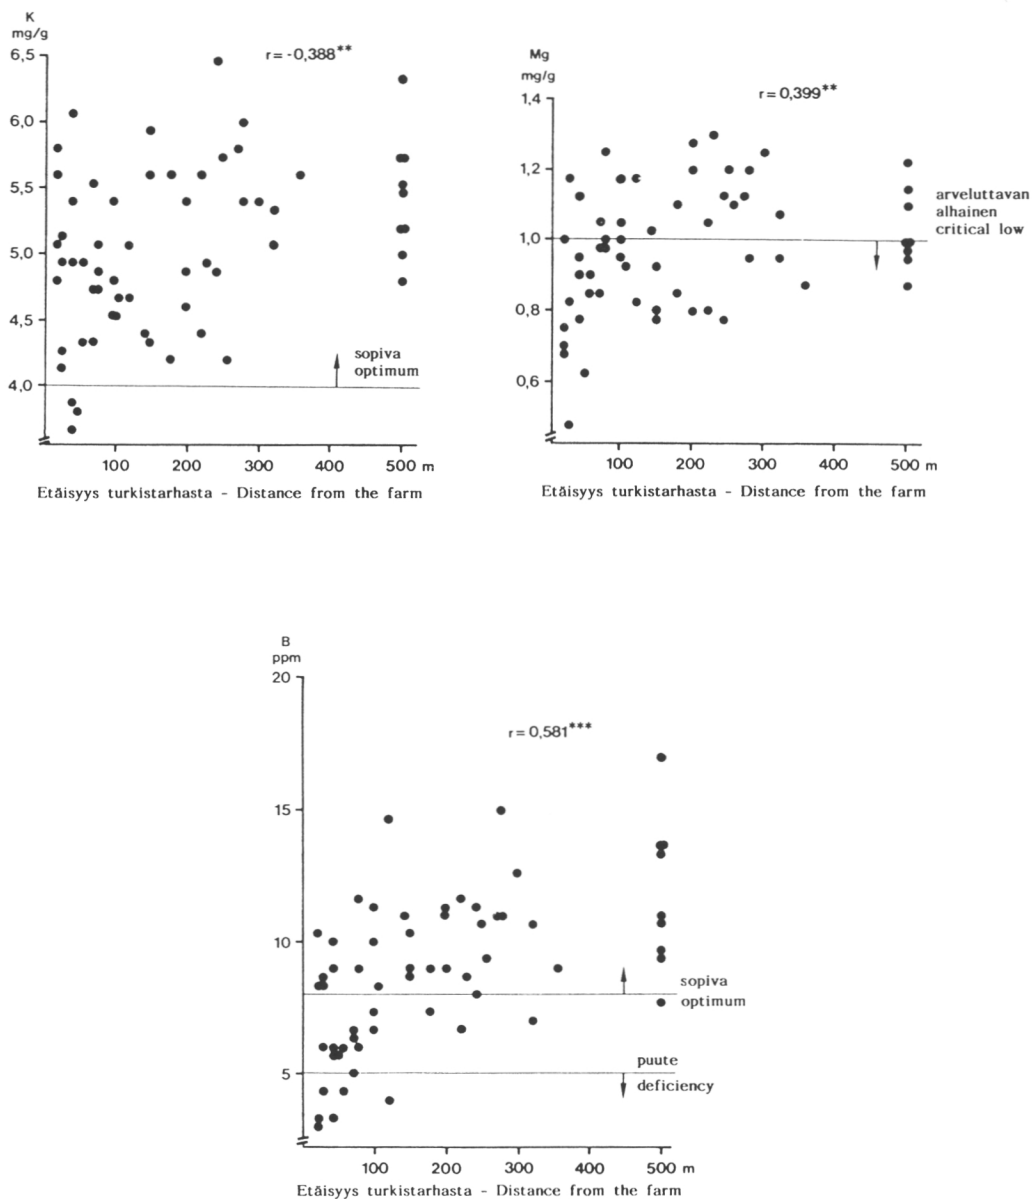 K
mg/g
r = -0,388**
6,5
6,0
5,5
5,0
4,5
4,0
sopiva
optimum
100 200 300 400 500 m
Etäisyys turkistarhasta - Distance from the farm
Mg
mg/g
r = 0,399**
1,4
1,2
1,0
0,8
0,6
arveluttavan
alhainen
critical low
100 200 300 400 500 m
Etäisyys turkistarhasta - Distance from the farm
B
ppm
r = 0,581***
20
15
10
5
sopiva
optimum
puute
deficiency
100 200 300 400 500 m
Etäisyys turkistarhasta - Distance from the farm